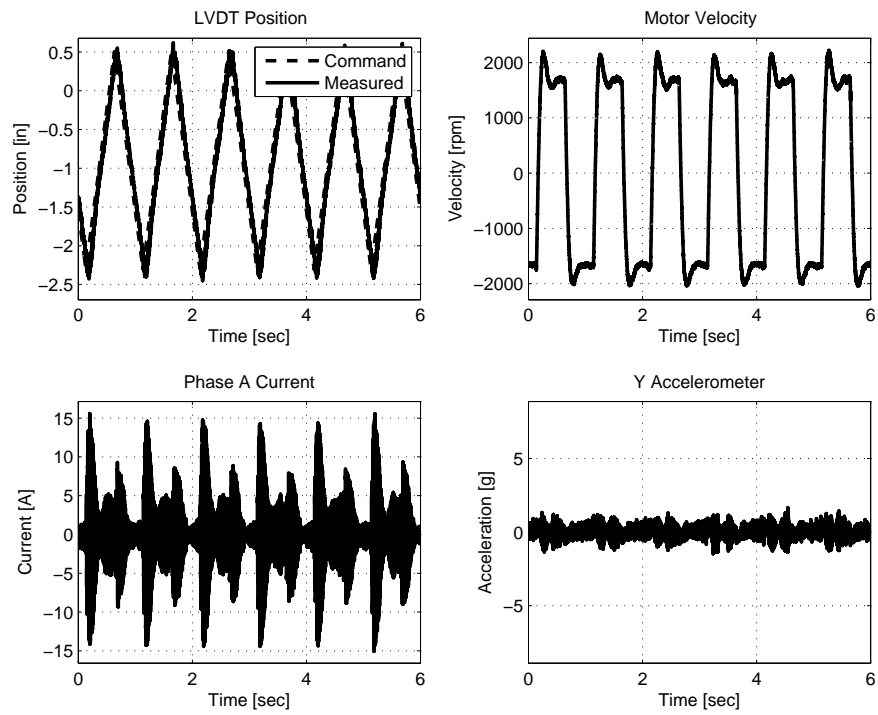 LVDT Position
Position [in]
0.5
0
−0.5
−1
−1.5
−2
−2.5
Command
Measured
0
2
4
6
Time [sec]
Motor Velocity
Velocity [rpm]
2000
1000
0
−1000
−2000
0
2
4
6
Time [sec]
Phase A Current
Current [A]
15
10
5
0
−5
−10
−15
0
2
4
6
Time [sec]
Y Accelerometer
Acceleration [g]
5
0
−5
0
2
4
6
Time [sec]